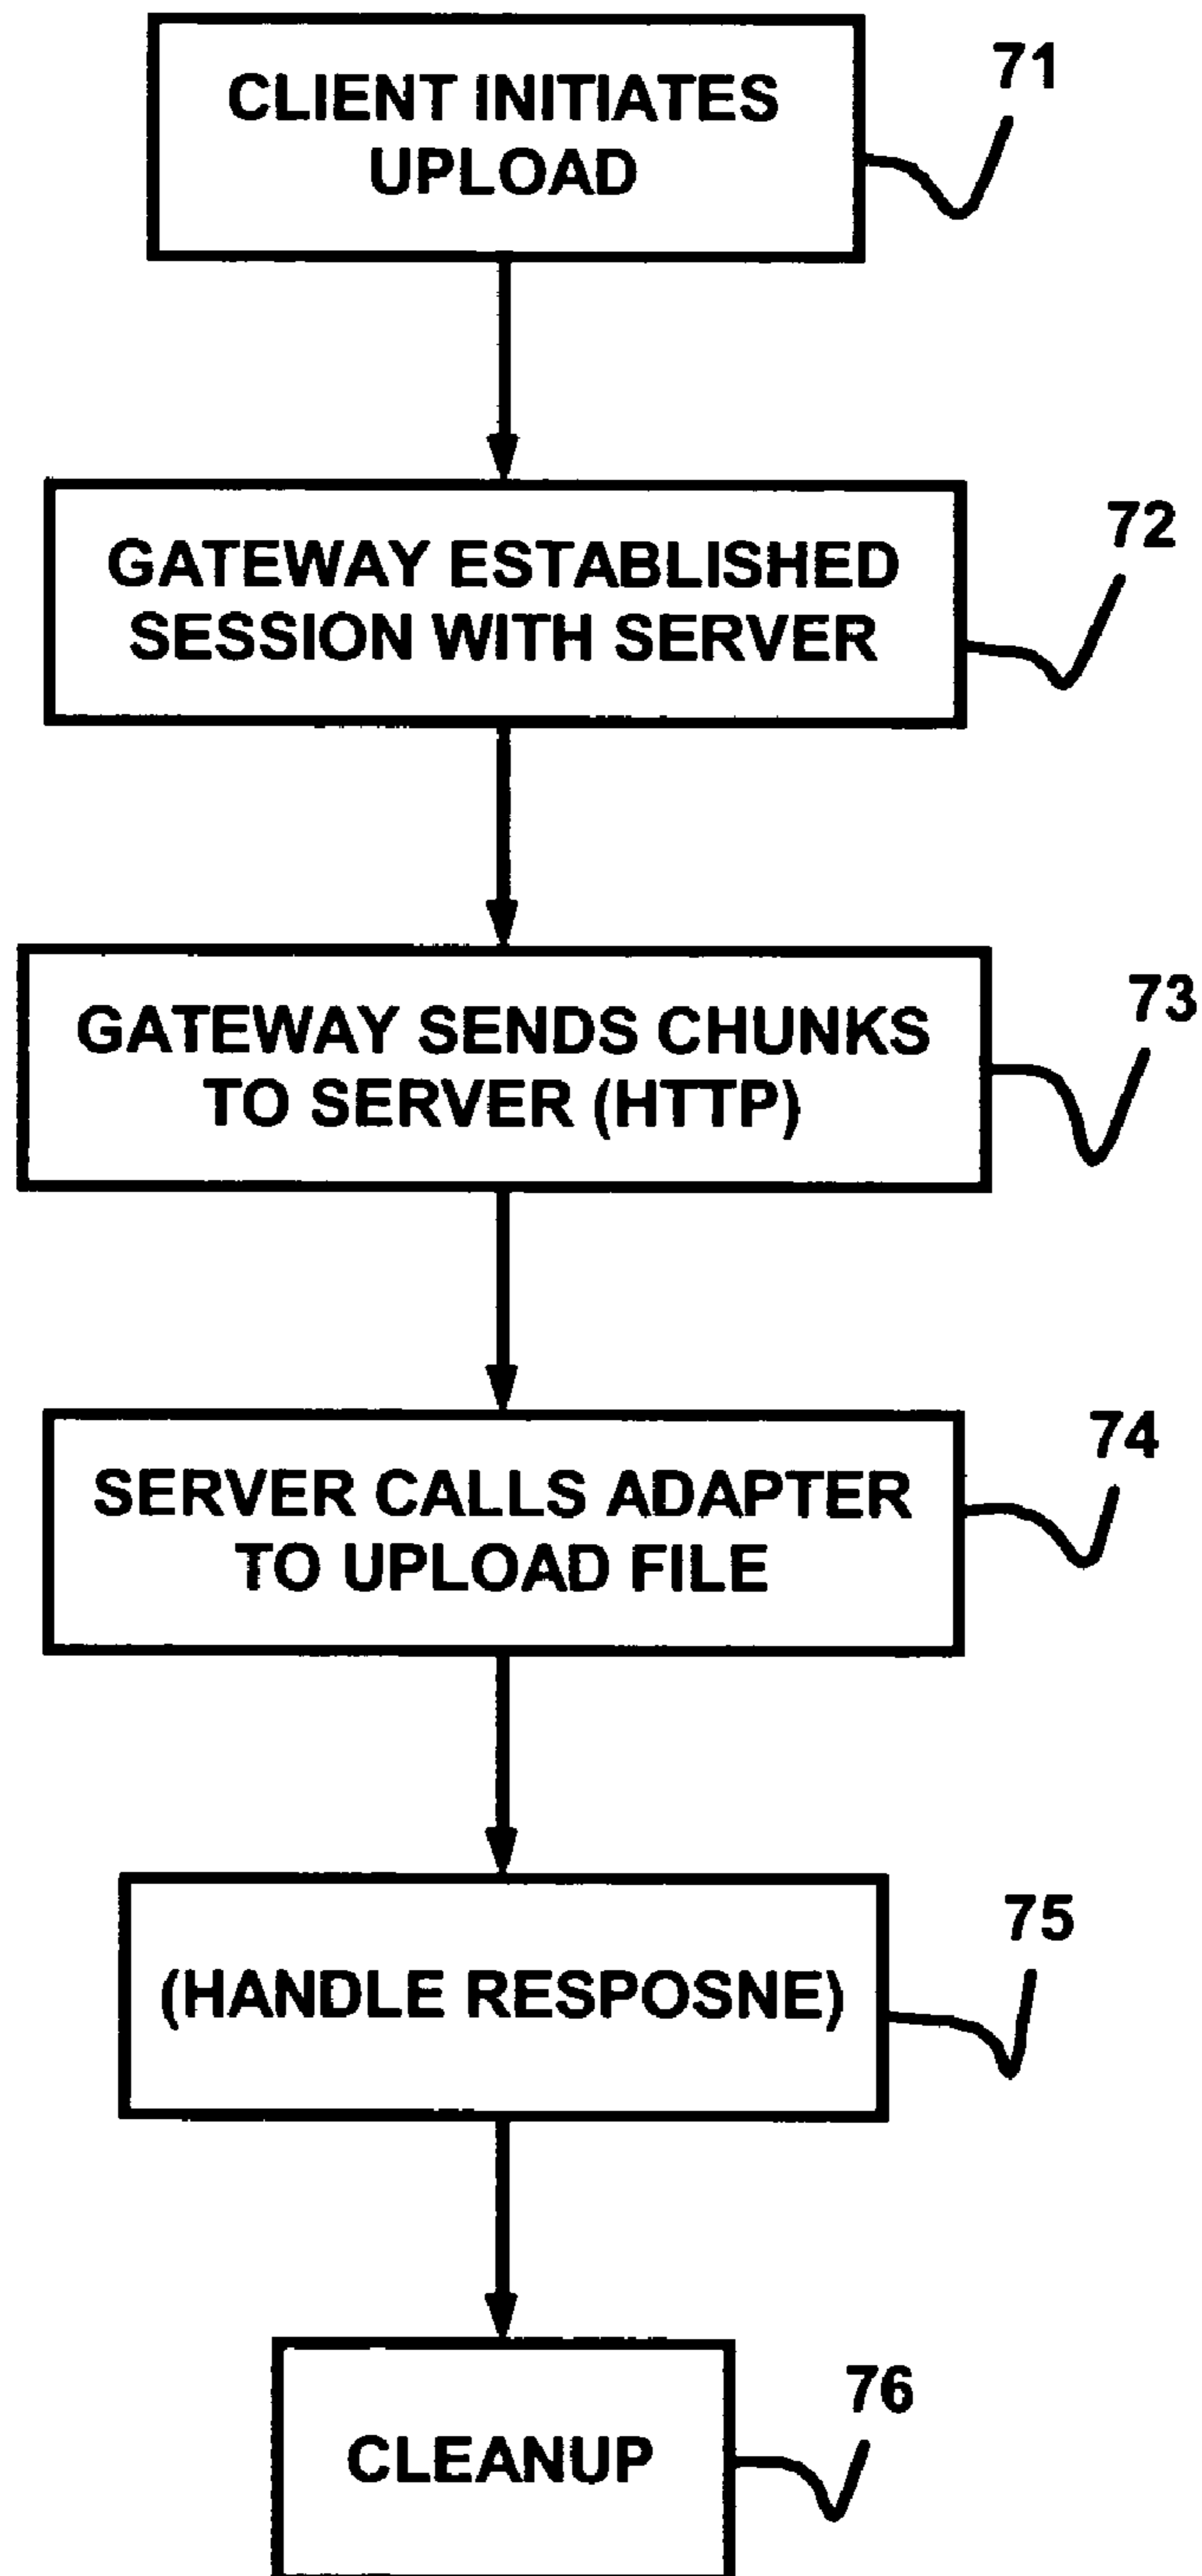 CLIENT INITIATES
UPLOAD
71
GATEWAY ESTABLISHED
SESSION WITH SERVER
72
GATEWAY SENDS CHUNKS
TO SERVER (HTTP)
73
SERVER CALLS ADAPTER
TO UPLOAD FILE
74
(HANDLE RESPOSNE)
75
CLEANUP
76